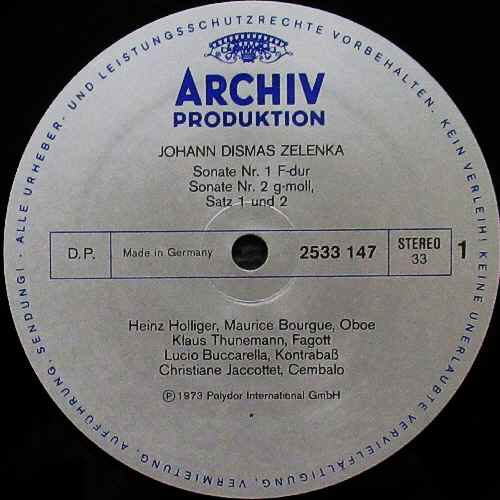 ALLE URHEBER- UND LEISTUNGSSCHUTZRECHTE VORBEHALTEN. KEIN VERLEIH! KEINE UNERLAUBTE VERVIELFÄLTIGUNG, VERMIETUNG, AUFFÜHRUNG, SENDUNG! ·
ARCHIV
PRODUKTION
JOHANN DISMAS ZELENKA
Sonate Nr. 1 F-dur
Sonate Nr. 2 g-moll,
Satz 1 und 2
D.P.
Made in Germany
2533 147
STEREO
33
1
Heinz Holliger, Maurice Bourgue, Oboe
Klaus Thunemann, Fagott
Lucio Buccarella, Kontrabaß
Christiane Jaccottet, Cembalo
Ⓟ 1973 Polydor International GmbH